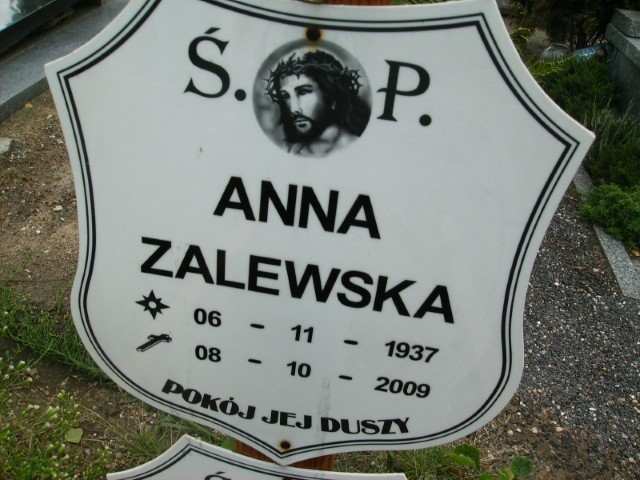 Ś. P.
ANNA
ZALEWSKA
06 - 11 - 1937
08 - 10 - 2009
POKÓJ JEJ DUSZY